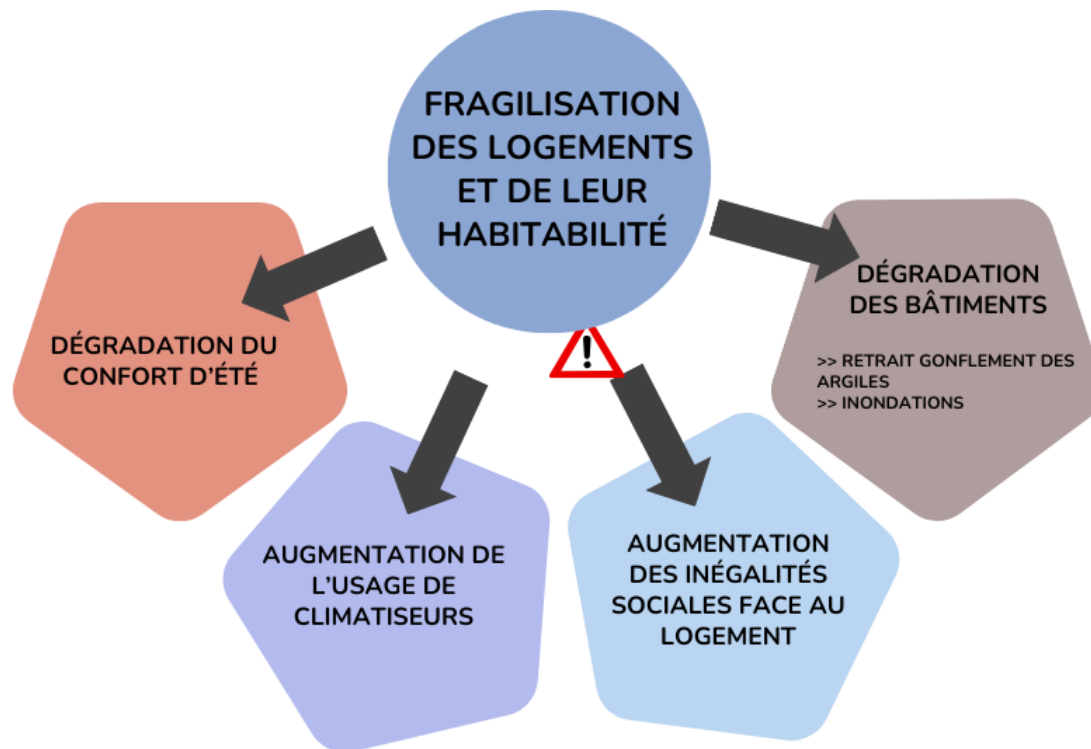 FRAGILISATION
DES LOGEMENTS
ET DE LEUR
HABITABILITÉ
!
DÉGRADATION DU
CONFORT D'ÉTÉ
AUGMENTATION DE
L'USAGE DE
CLIMATISEURS
AUGMENTATION
DES INÉGALITÉS
SOCIALES FACE AU
LOGEMENT
DÉGRADATION
DES BÂTIMENTS
>> RETRAIT GONFLEMENT DES
ARGILES
>> INONDATIONS